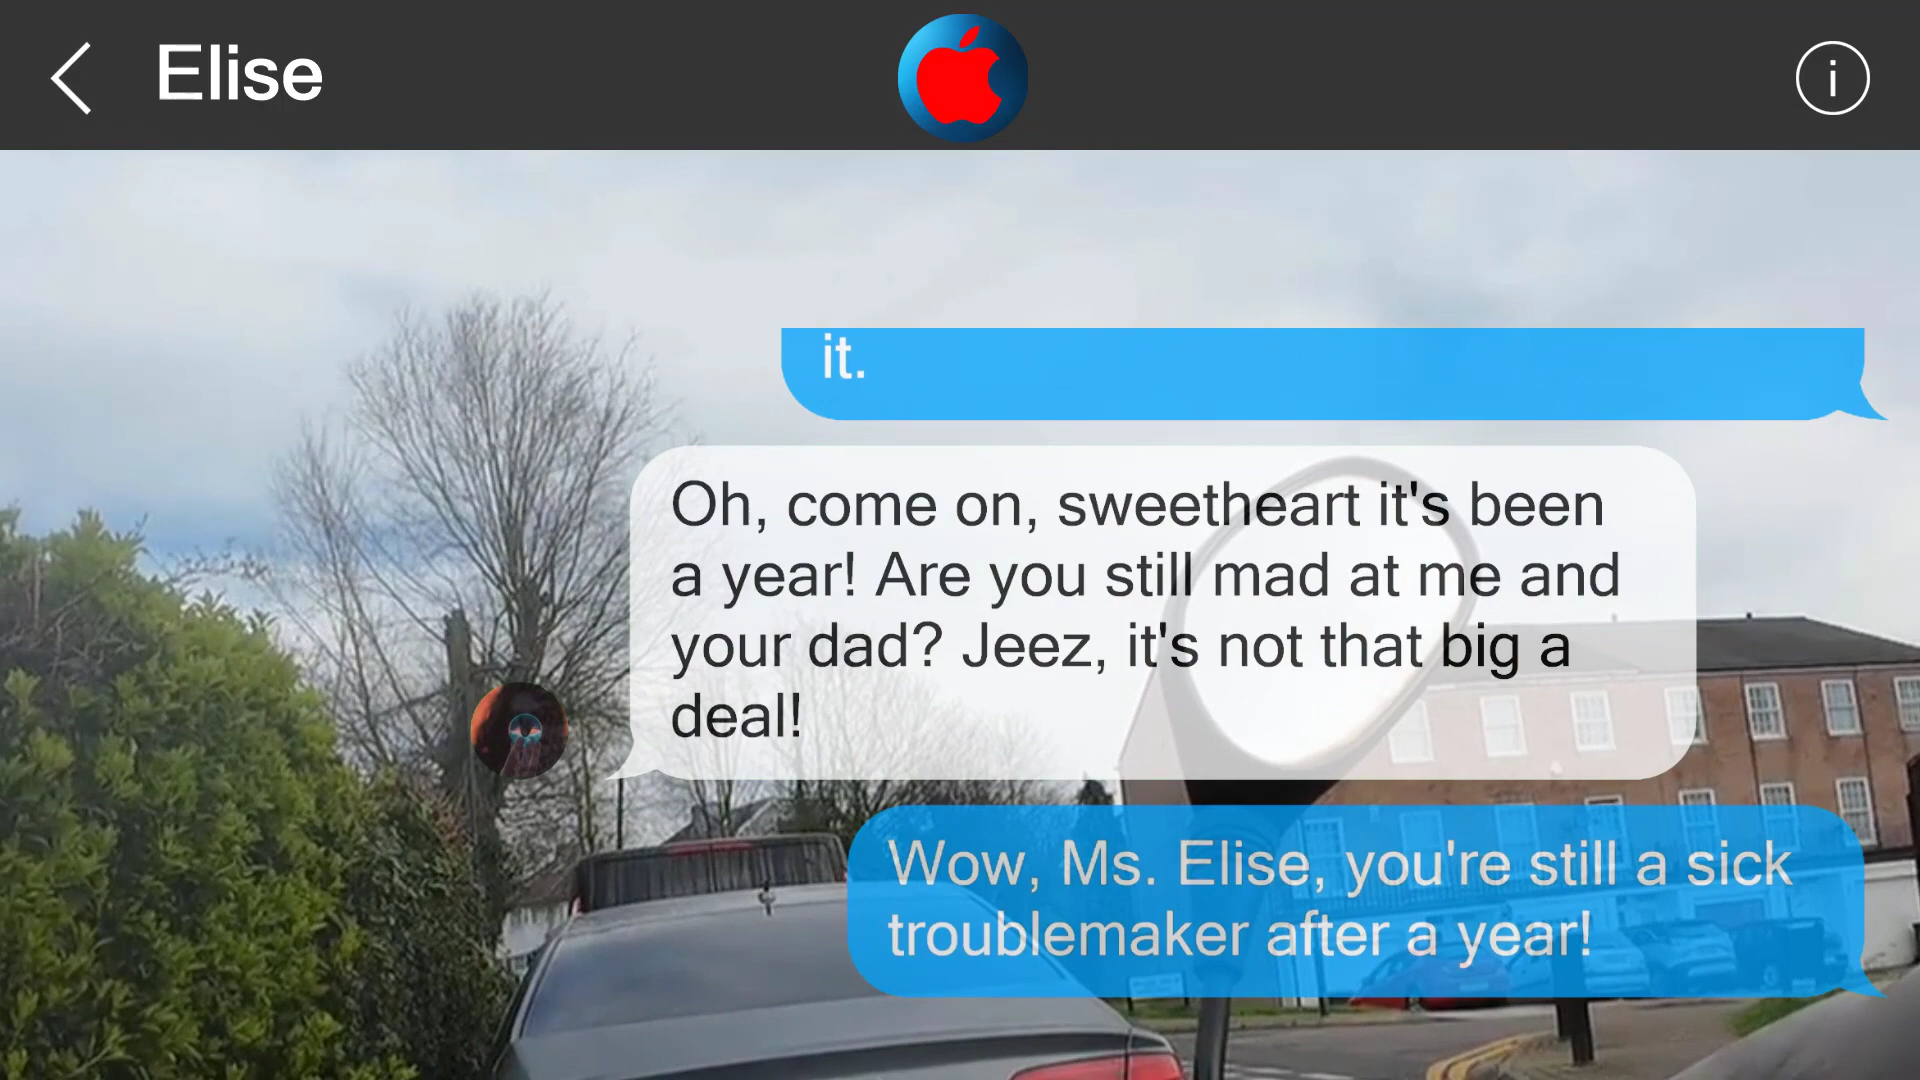 Elise
it.
Oh, come on, sweetheart it's been
a year! Are you still mad at me and
your dad? Jeez, it's not that big a
deal!
Wow, Ms. Elise, you're still a sick
troublemaker after a year!